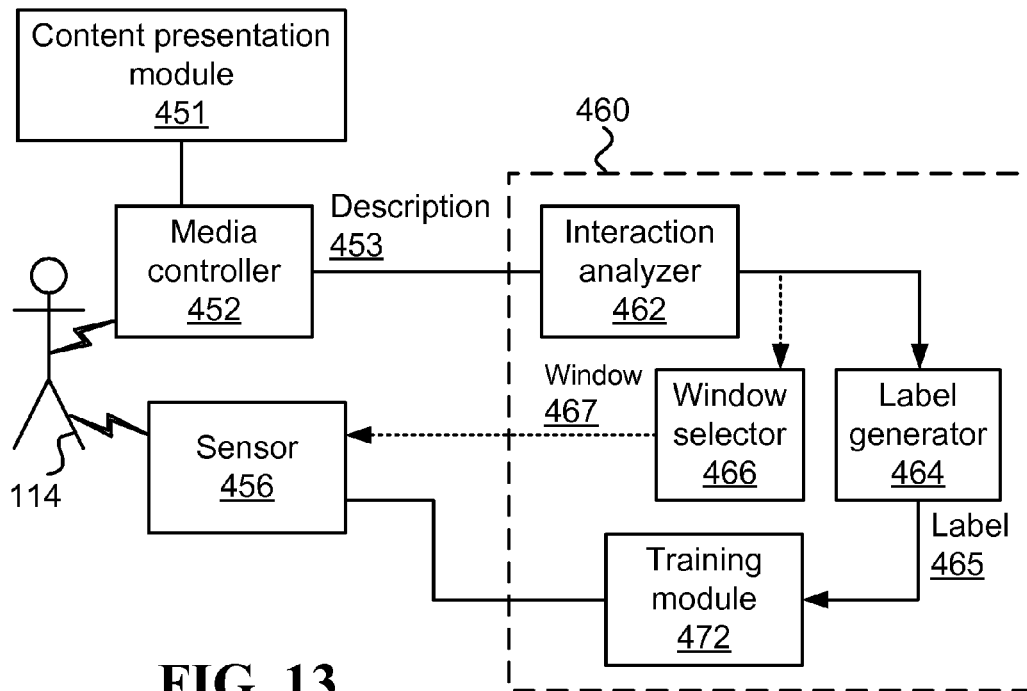 Content presentation
module
451
460
Media
controller
452
Description
453
Interaction
analyzer
462
Window
467
Window
selector
466
Label
generator
464
Sensor
456
114
Label
465
Training
module
472
FIG. 13